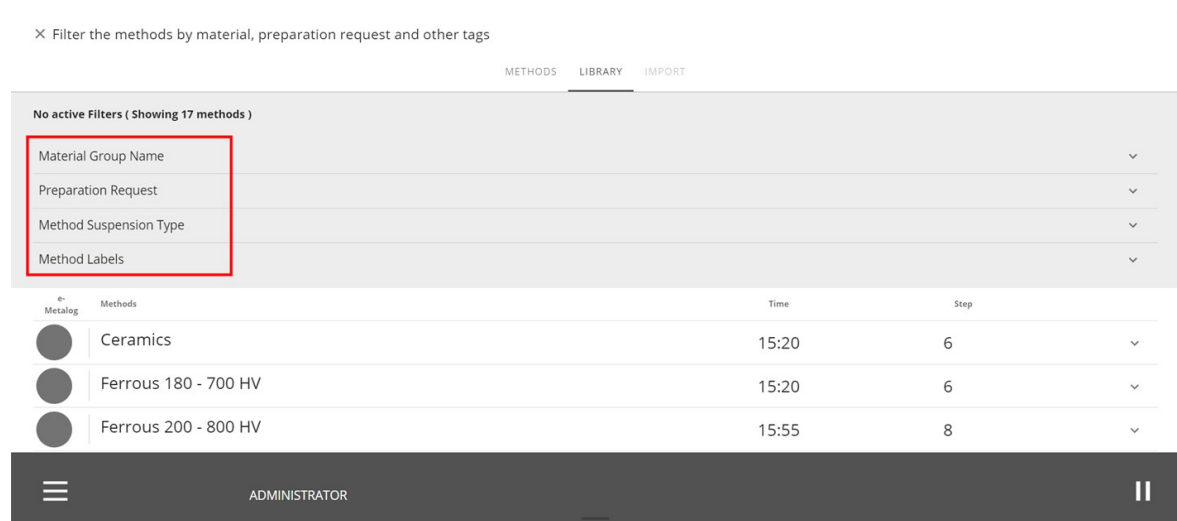 × Filter the methods by material, preparation request and other tags
METHODS LIBRARY IMPORT
No active Filters ( Showing 17 methods )
Material Group Name
Preparation Request
Method Suspension Type
Method Labels
e-Metalog Methods Time Step
Ceramics 15:20 6
Ferrous 180 - 700 HV 15:20 6
Ferrous 200 - 800 HV 15:55 8
ADMINISTRATOR